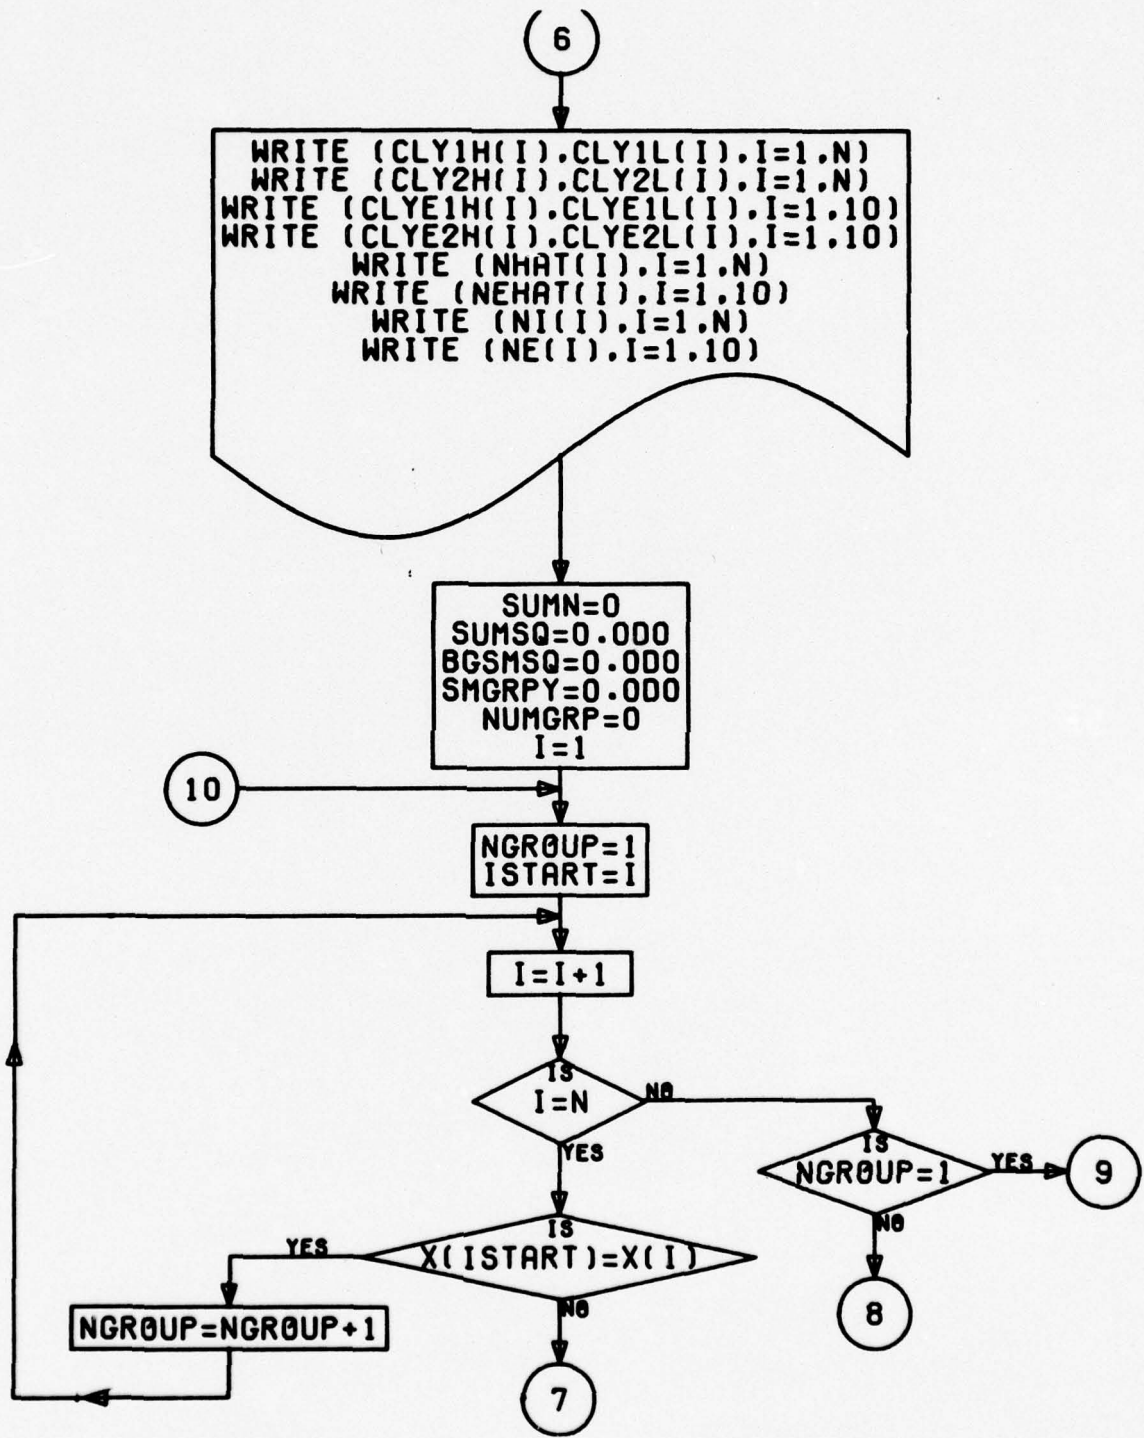 6
WRITE (CLY1H(I).CLY1L(I).I=1.N)
WRITE (CLY2H(I).CLY2L(I).I=1.N)
WRITE (CLYE1H(I).CLYE1L(I).I=1.10)
WRITE (CLYE2H(I).CLYE2L(I).I=1.10)
WRITE (NHAT(I).I=1.N)
WRITE (NEHAT(I).I=1.10)
WRITE (NI(I).I=1.N)
WRITE (NE(I).I=1.10)
SUMN=0
SUMSQ=0.0D0
BGSMSQ=0.0D0
SMGRPY=0.0D0
NUMGRP=0
I=1
10
NGROUP=1
ISTART=I
I=I+1
IS
I=N
NO
YES
IS
NGROUP=1
YES
9
NO
8
IS
X(ISTART)=X(I)
YES
NO
NGROUP=NGROUP+1
7